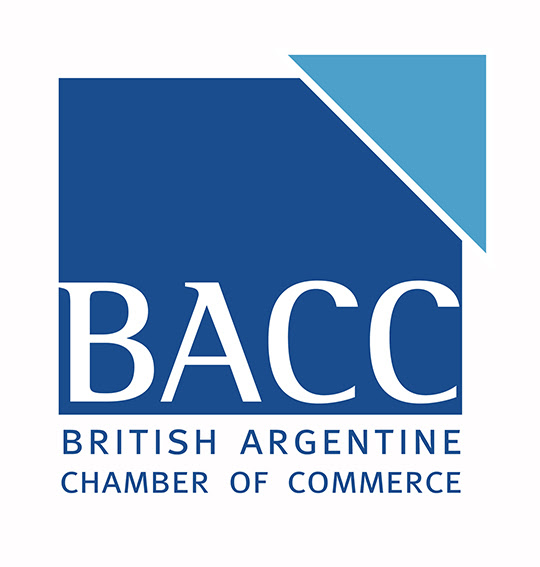 BACC
BRITISH ARGENTINE
CHAMBER OF COMMERCE